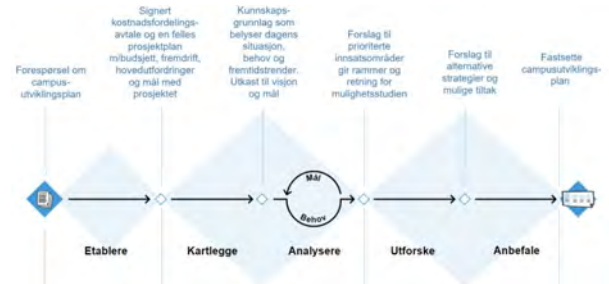 Forespørsel om
campus-
utviklingsplan
Signert
kostnadsfordelings-
avtale og en felles
prosjektplan
m/budsjett, fremdrift,
hovedutfordringer
og mål med
prosjektet
Kunnskaps-
grunnlag som
belyser dagens
situasjon,
behov og
fremtidstrender.
Utkast til visjon
og mål
Forslag til
prioriterte
innsatsområder
gir rammer og
retning for
mulighetsstudien
Forslag til
alternative
strategier og
mulige tiltak
Fastsette
campusutviklings-
plan
Mål
Behov
Etablere
Kartlegge
Analysere
Utforske
Anbefale